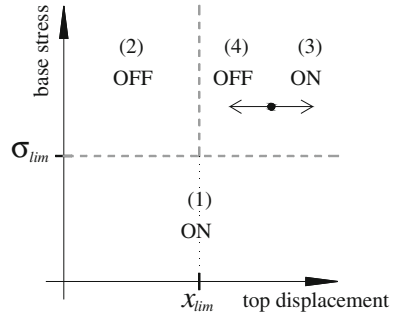 base stress
(2) (4) (3)
OFF OFF ON
σlim
(1)
ON
xlim top displacement